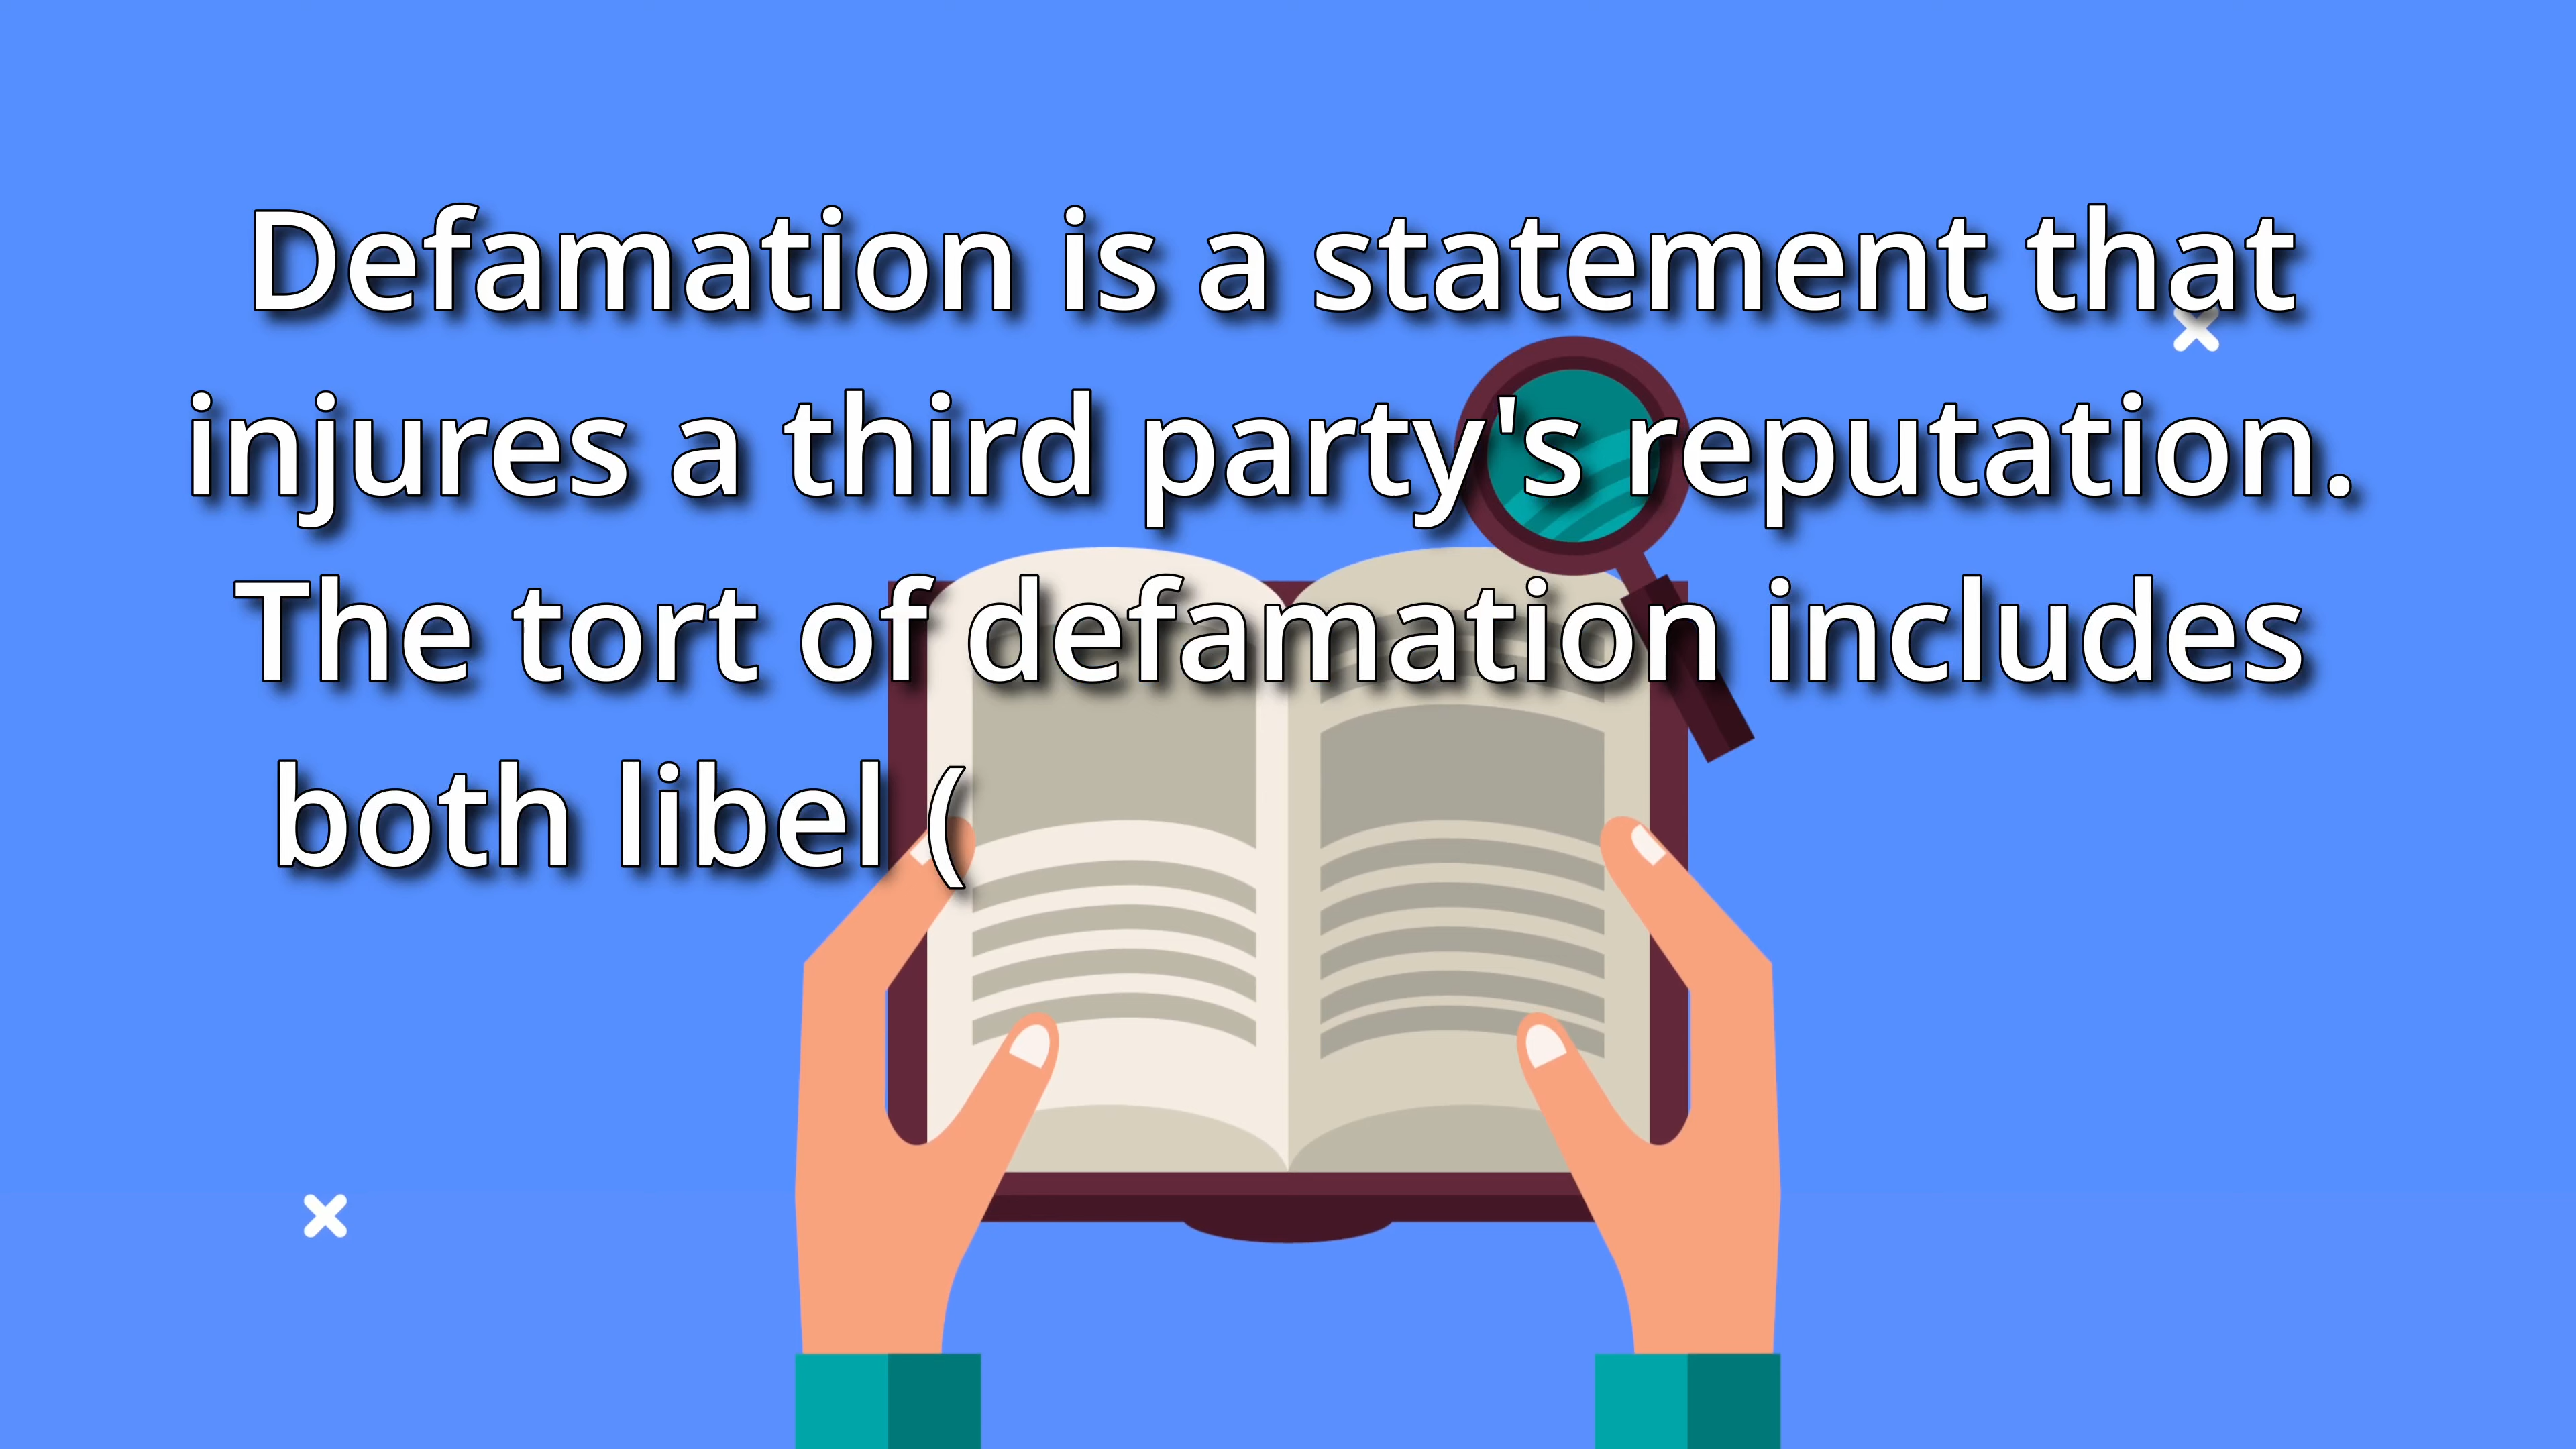 Defamation is a statement that
injures a third party's reputation.
The tort of defamation includes
both libel (